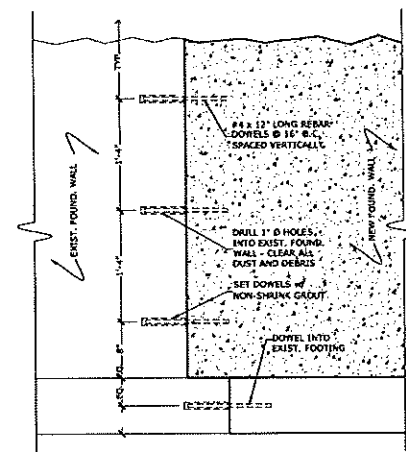 TYP.
#4 x 12" LONG REBAR
DOWELS @ 16" O.C.
SPACED VERTICALLY
1'-4"
EXIST. FOUND. WALL
NEW FOUND. WALL
DRILL 1" Ø HOLES
INTO EXIST. FOUND.
WALL - CLEAR ALL
DUST AND DEBRIS
1'-4"
SET DOWELS w/
NON-SHRINK GROUT
8"
DOWEL INTO
EXIST. FOOTING
EQ.
EQ.